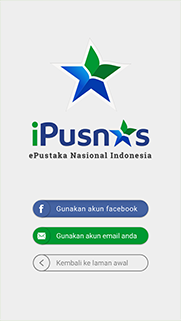 iPusnas
ePustaka Nasional Indonesia
f Gunakan akun facebook
Gunakan akun email anda
Kembali ke laman awal